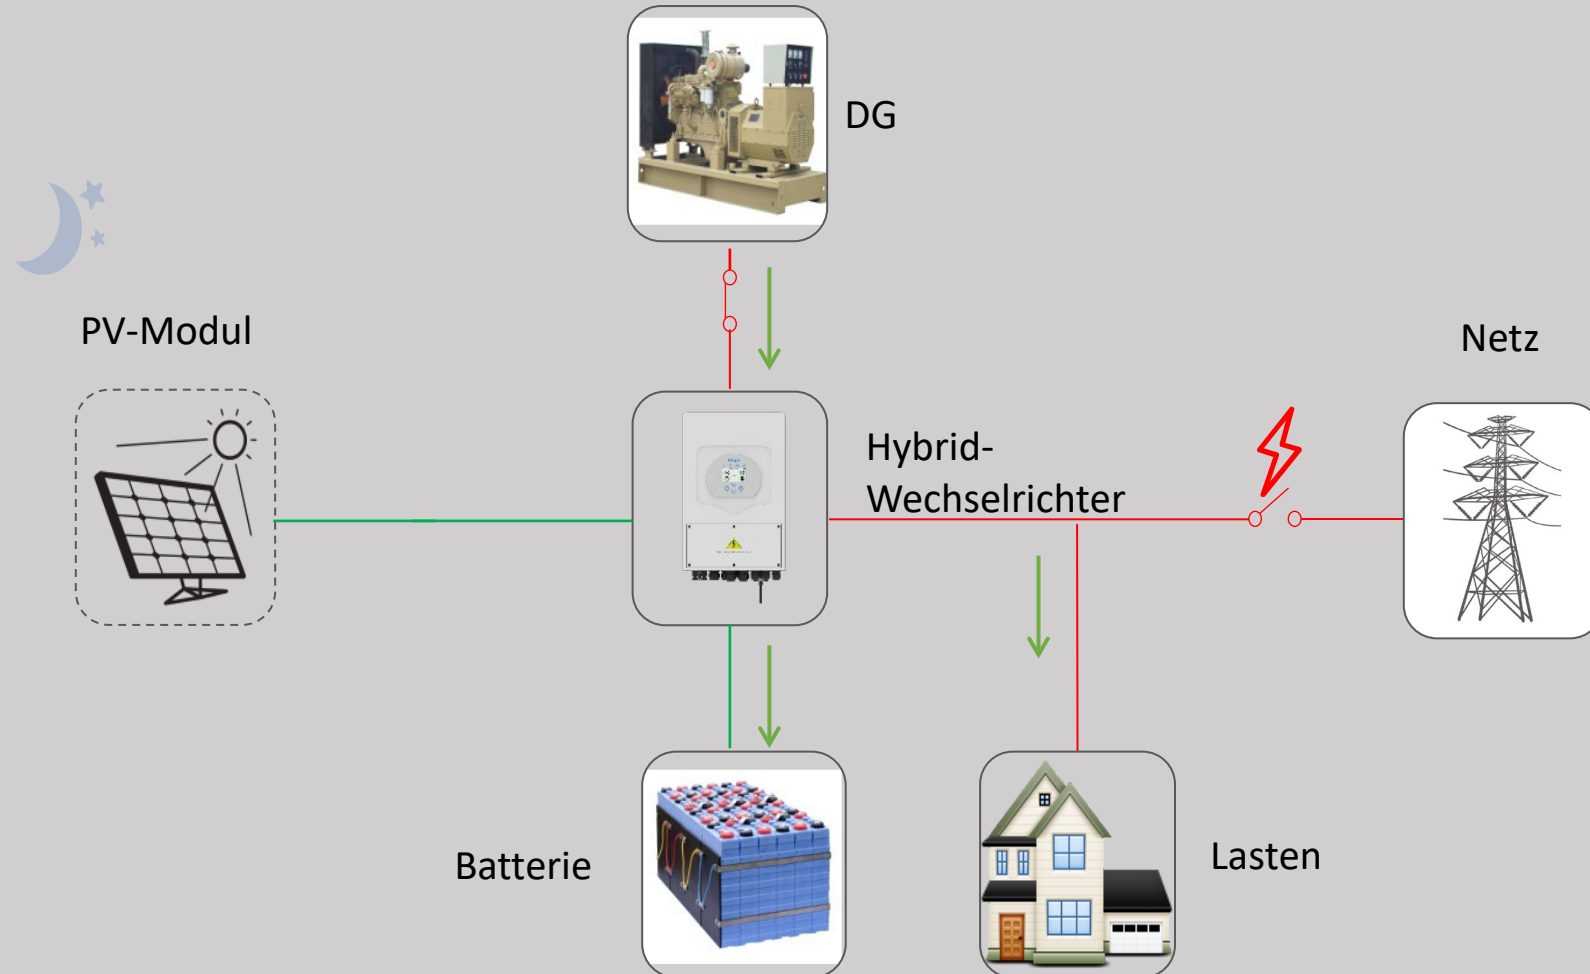 DG
PV-Modul
Netz
Hybrid-
Wechselrichter
Batterie
Lasten